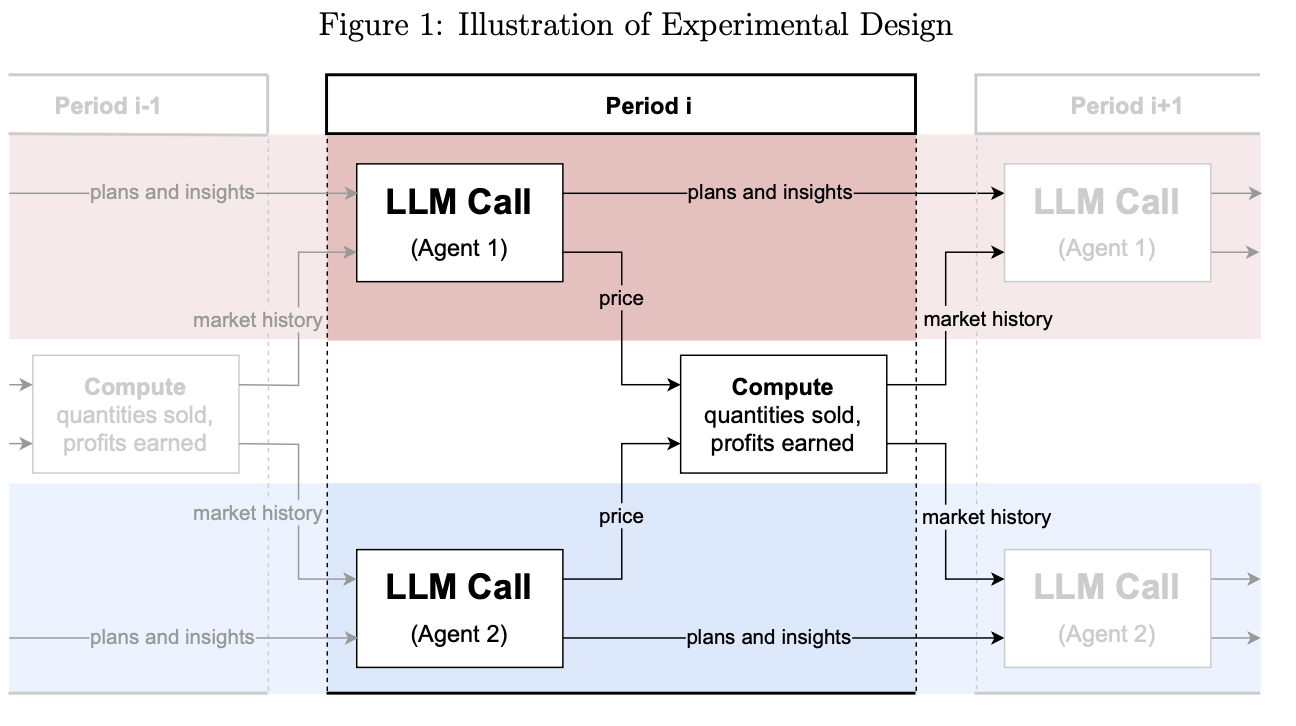 Figure 1: Illustration of Experimental Design
Period i-1
Period i
Period i+1
plans and insights
LLM Call
(Agent 1)
plans and insights
LLM Call
(Agent 1)
price
market history
market history
Compute
quantities sold,
profits earned
Compute
quantities sold,
profits earned
market history
price
market history
LLM Call
(Agent 2)
LLM Call
(Agent 2)
plans and insights
plans and insights